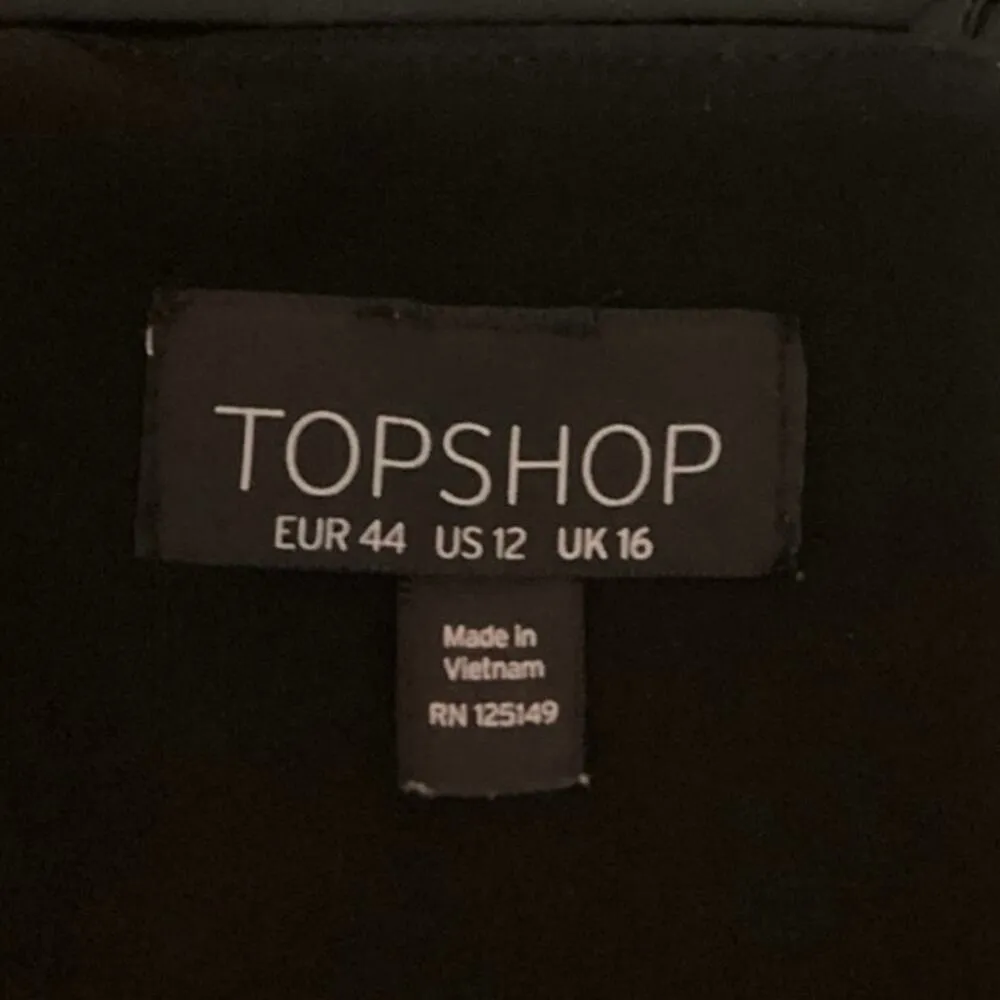 TOPSHOP
EUR 44 US 12 UK 16
Made in
Vietnam
RN 125149